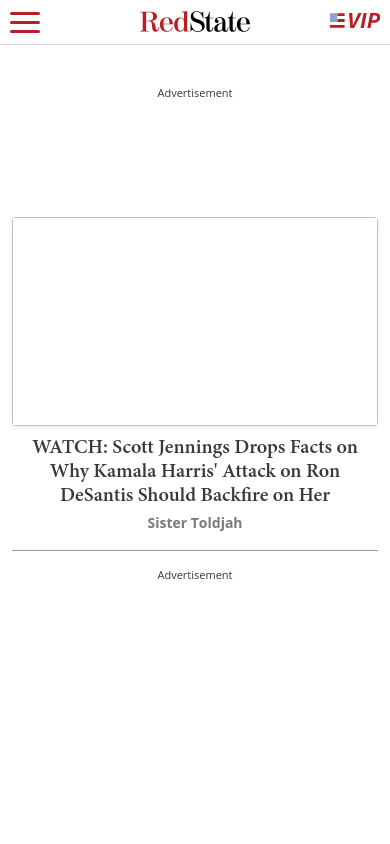 RedState
VIP
Advertisement
WATCH: Scott Jennings Drops Facts on
Why Kamala Harris' Attack on Ron
DeSantis Should Backfire on Her
Sister Toldjah
Advertisement